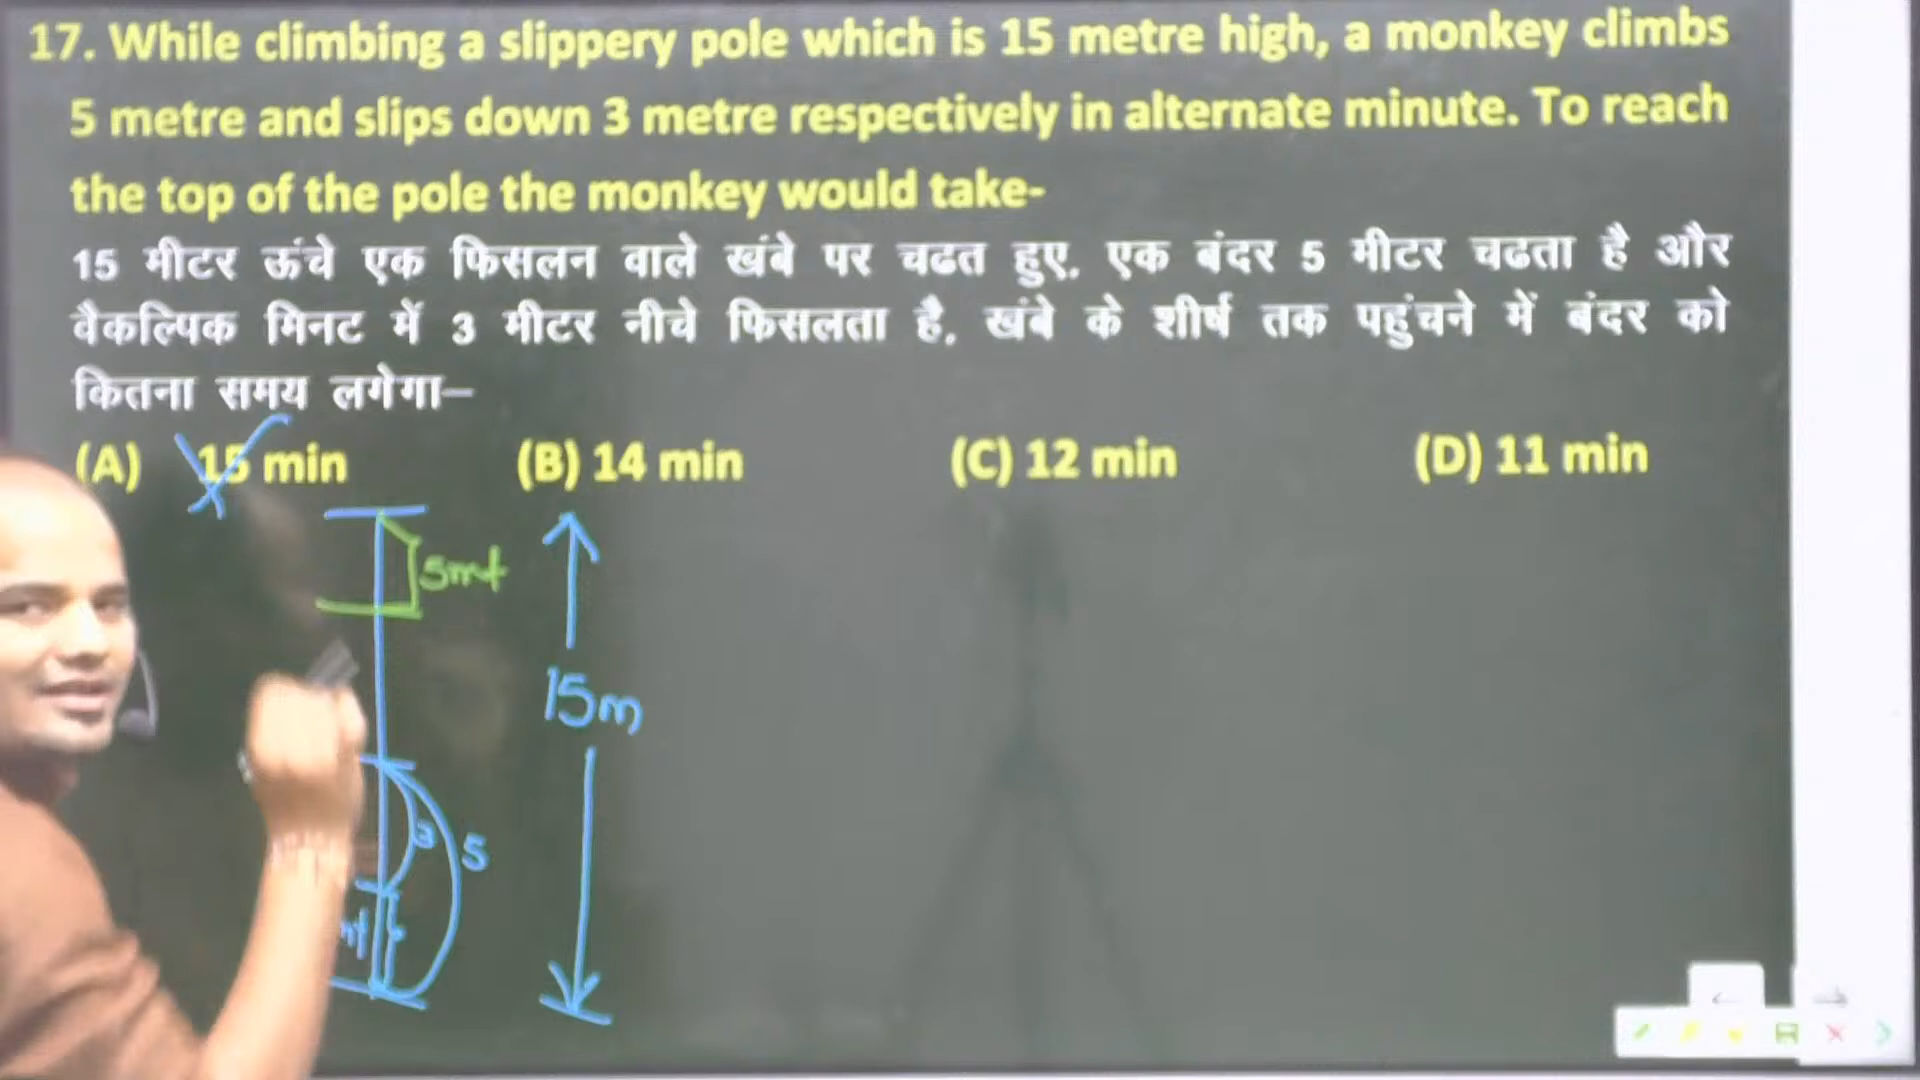 17. While climbing a slippery pole which is 15 metre high, a monkey climbs
5 metre and slips down 3 metre respectively in alternate minute. To reach
the top of the pole the monkey would take-
15 मीटर ऊंचे एक फिसलन वाले खंबे पर चढत हुए. एक बंदर 5 मीटर चढता है और
वैकल्पिक मिनट में 3 मीटर नीचे फिसलता है. खंबे के शीर्ष तक पहुंचने में बंदर को
कितना समय लगेगा–
(A) 15 min (B) 14 min (C) 12 min (D) 11 min
5mt
15m
3
5